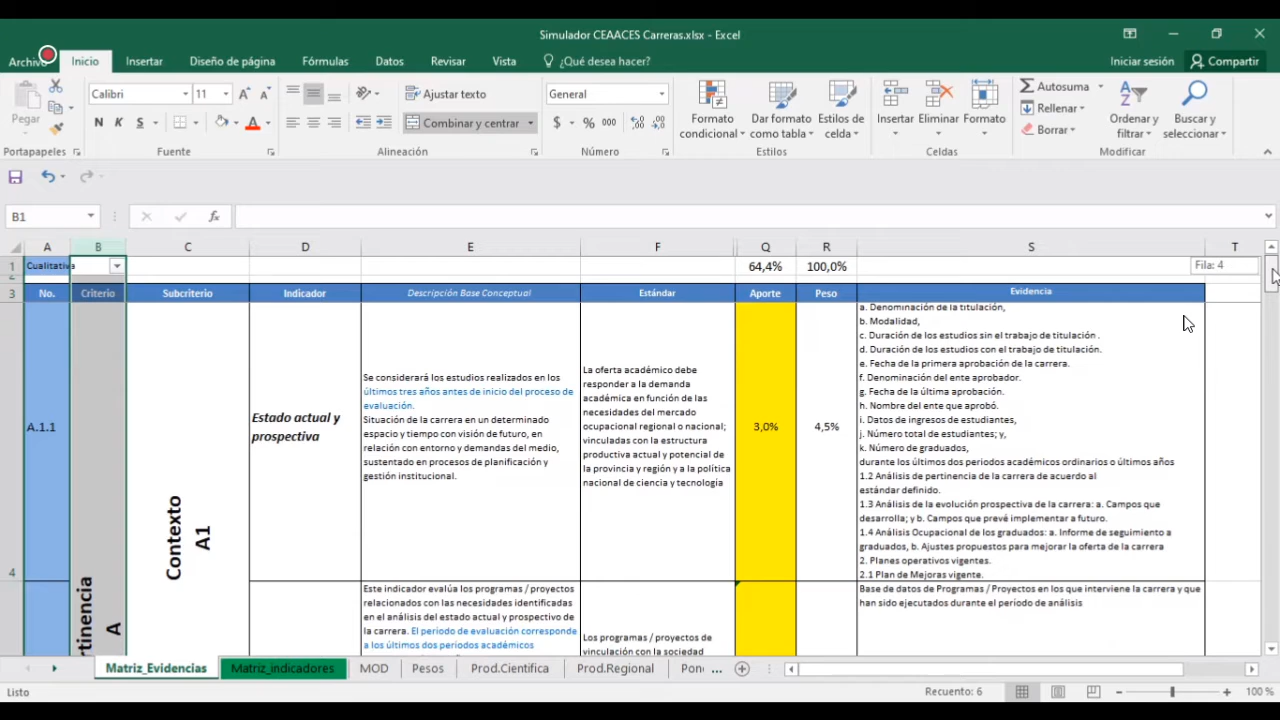 Simulador CEAACES Carreras.xlsx - Excel
Archivo
Inicio
Insertar
Diseño de página
Fórmulas
Datos
Revisar
Vista
¿Qué desea hacer?
Iniciar sesión
Compartir
Pegar
Calibri
11
N K S
Ajustar texto
Combinar y centrar
General
$ % 000
Formato condicional
Dar formato como tabla
Estilos de celda
Insertar
Eliminar
Formato
Autosuma
Rellenar
Borrar
Ordenar y filtrar
Buscar y seleccionar
Portapapeles
Fuente
Alineación
Número
Estilos
Celdas
Modificar
B1
fx
A B C D E F Q R S T
1 Cualitativa 64,4% 100,0% Fila: 4
2
3 No. Criterio Subcriterio Indicador Descripción Base Conceptual Estándar Aporte Peso Evidencia
4
A.1.1
Pertinencia
A
Contexto
A1
Estado actual y
prospectiva
Se considerará los estudios realizados en los
últimos tres años antes de inicio del proceso de
evaluación.
Situación de la carrera en un determinado
espacio y tiempo con visión de futuro, en
relación con entorno y demandas del medio,
sustentado en procesos de planificación y
gestión institucional.
La oferta académico debe
responder a la demanda
académica en función de las
necesidades del mercado
ocupacional regional o nacional;
vinculadas con la estructura
productiva actual y potencial de
la provincia y región y a la política
nacional de ciencia y tecnología
3,0%
4,5%
a. Denominación de la titulación,
b. Modalidad,
c. Duración de los estudios sin el trabajo de titulación .
d. Duración de los estudios con el trabajo de titulación.
e. Fecha de la primera aprobación de la carrera.
f. Denominación del ente aprobador.
g. Fecha de la última aprobación.
h. Nombre del ente que aprobó.
i. Datos de ingresos de estudiantes,
j. Número total de estudiantes; y,
k. Número de graduados,
durante los últimos dos periodos académicos ordinarios o últimos años
1.2 Análisis de pertinencia de la carrera de acuerdo al
estándar definido.
1.3 Análisis de la evolución prospectiva de la carrera: a. Campos que
desarrolla; y b. Campos que prevé implementar a futuro.
1.4 Análisis Ocupacional de los graduados: a. Informe de seguimiento a
graduados, b. Ajustes propuestos para mejorar la oferta de la carrera
2. Planes operativos vigentes.
2.1 Plan de Mejoras vigente.
Este indicador evalúa los programas / proyectos
relacionados con las necesidades identificadas
en el análisis del estado actual y prospectivo de
la carrera. El periodo de evaluación corresponde
a los últimos dos periodos académicos
Los programas / proyectos de
vinculación con la sociedad
Base de datos de Programas / Proyectos en los que interviene la carrera y que
han sido ejecutados durante el periodo de análisis
Matriz_Evidencias
Matriz_indicadores
MOD
Pesos
Prod.Científica
Prod.Regional
Pon ...
Listo
Recuento: 6
100 %